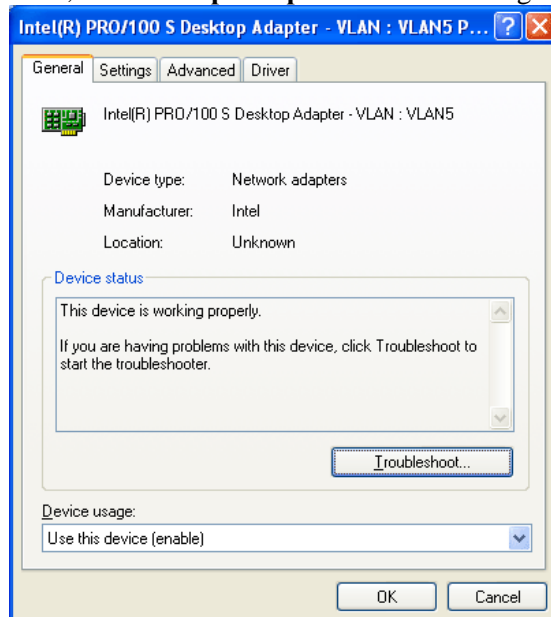 Intel(R) PRO/100 S Desktop Adapter - VLAN : VLAN5 P...
General Settings Advanced Driver
Intel(R) PRO/100 S Desktop Adapter - VLAN : VLAN5
Device type: Network adapters
Manufacturer: Intel
Location: Unknown
Device status
This device is working properly.
If you are having problems with this device, click Troubleshoot to
start the troubleshooter.
Troubleshoot...
Device usage:
Use this device (enable)
OK Cancel